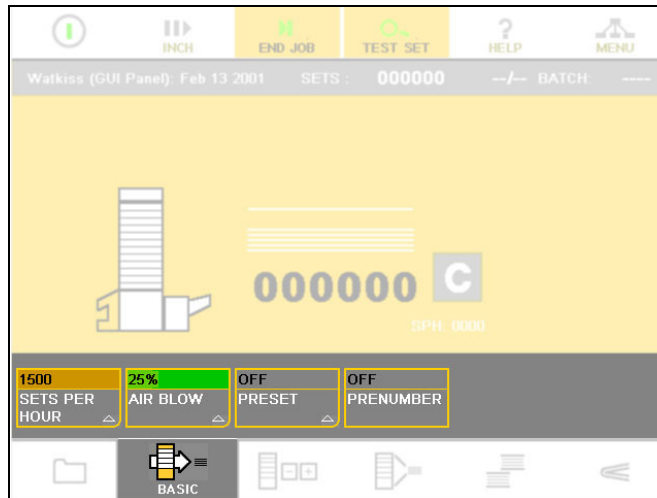 INCH END JOB TEST SET ? HELP MENU
Watkiss (GUI Panel): Feb 13 2001 SETS : 000000 --/-- BATCH: ----
000000 C
SPH: 0000
1500 25% OFF OFF
SETS PER AIR BLOW PRESET PRENUMBER
HOUR
BASIC